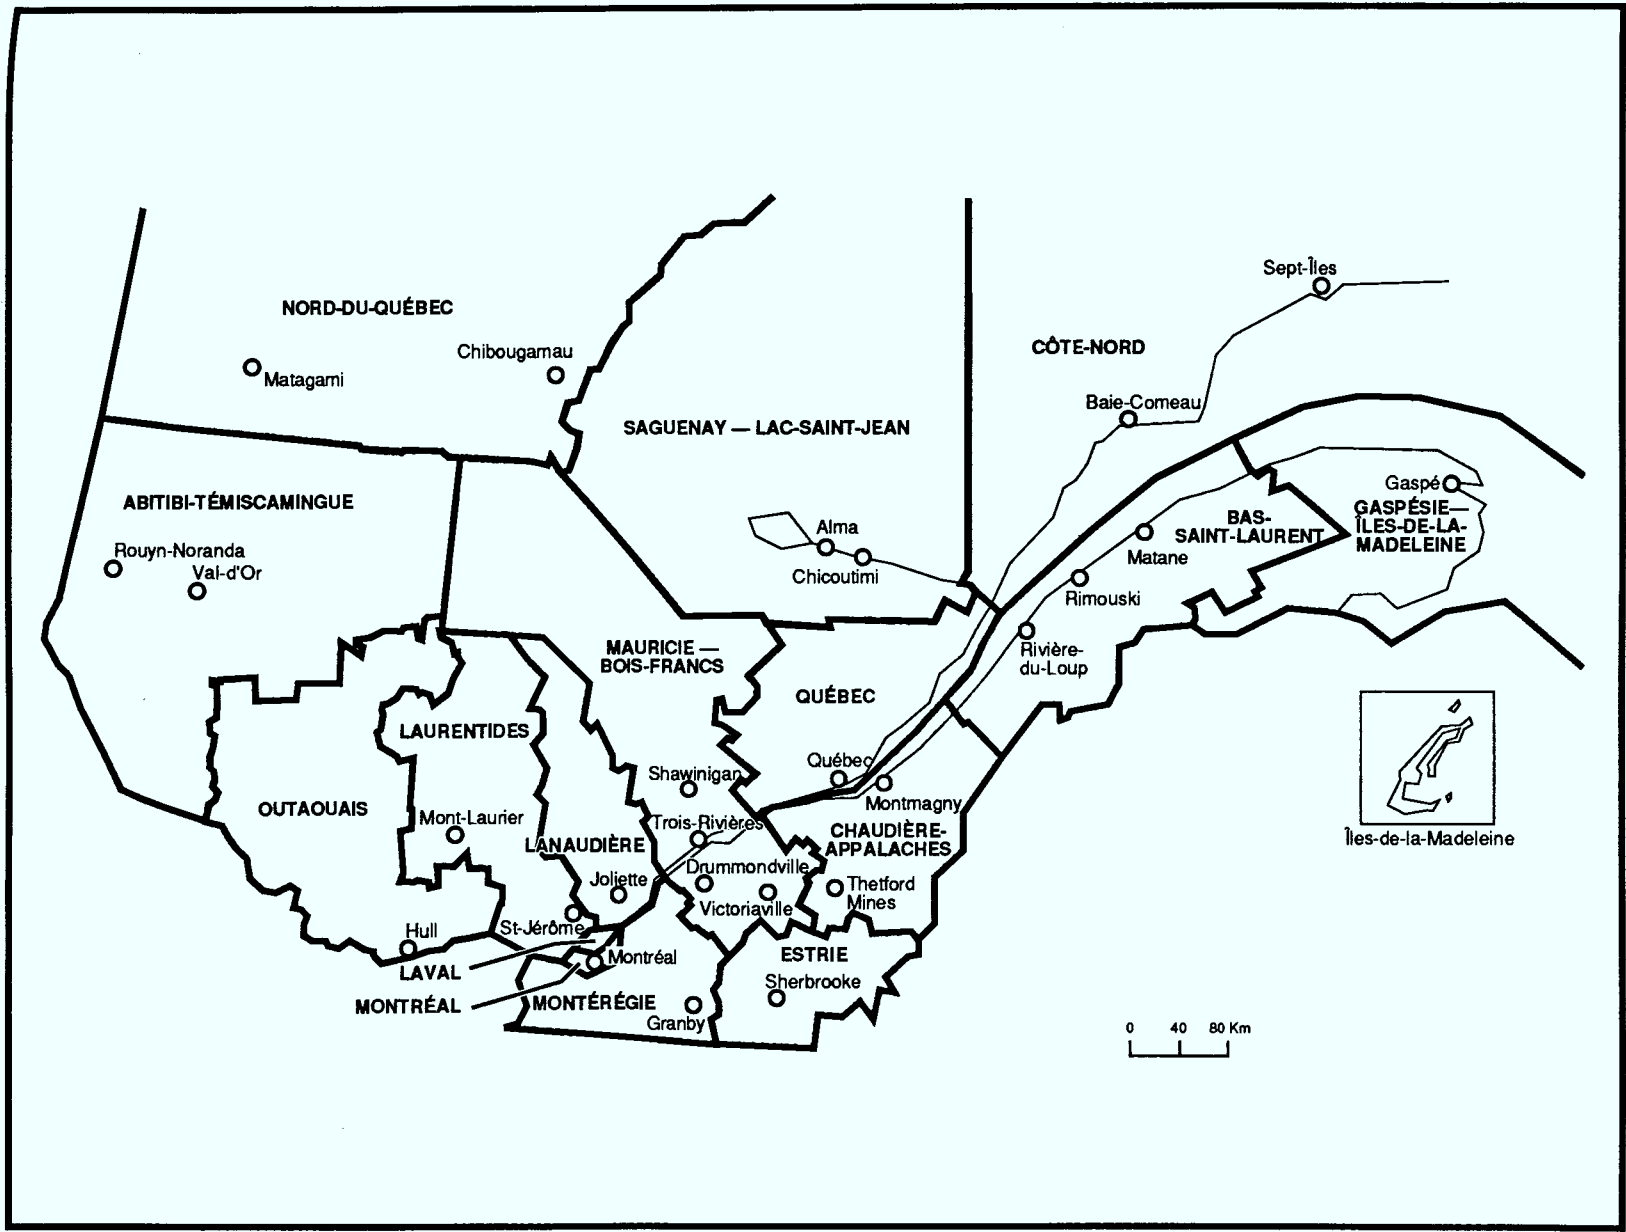 Sept-Îles
NORD-DU-QUÉBEC
Chibougamau
CÔTE-NORD
Matagami
Baie-Comeau
SAGUENAY — LAC-SAINT-JEAN
Gaspé
ABITIBI-TÉMISCAMINGUE
GASPÉSIE—
ÎLES-DE-LA-
MADELEINE
BAS-
SAINT-LAURENT
Alma
Rouyn-Noranda
Matane
Val-d'Or
Chicoutimi
Rimouski
MAURICIE —
BOIS-FRANCS
Rivière-
du-Loup
QUÉBEC
LAURENTIDES
Québec
Shawinigan
Montmagny
OUTAOUAIS
Mont-Laurier
Trois-Rivières
CHAUDIÈRE-
APPALACHES
Îles-de-la-Madeleine
LANAUDIÈRE
Drummondville
Joliette
Thetford
Mines
Victoriaville
St-Jérôme
Hull
ESTRIE
Montréal
LAVAL
Sherbrooke
MONTRÉAL
MONTÉRÉGIE
Granby
0 40 80 Km